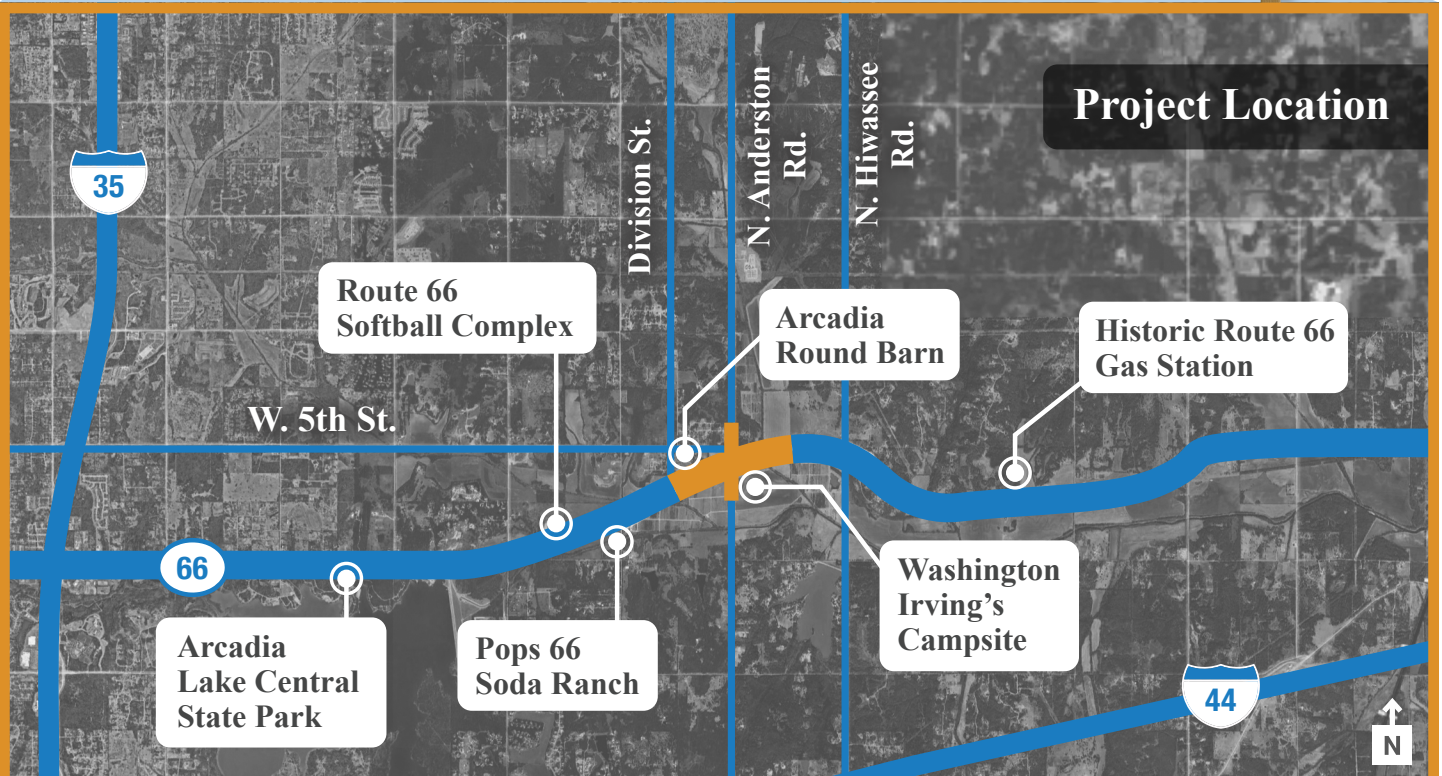 Project Location
35
Division St.
N. Anderston
Rd.
N. Hiwassee
Rd.
Route 66
Softball Complex
Arcadia
Round Barn
Historic Route 66
Gas Station
W. 5th St.
66
Arcadia
Lake Central
State Park
Pops 66
Soda Ranch
Washington
Irving’s
Campsite
44
N